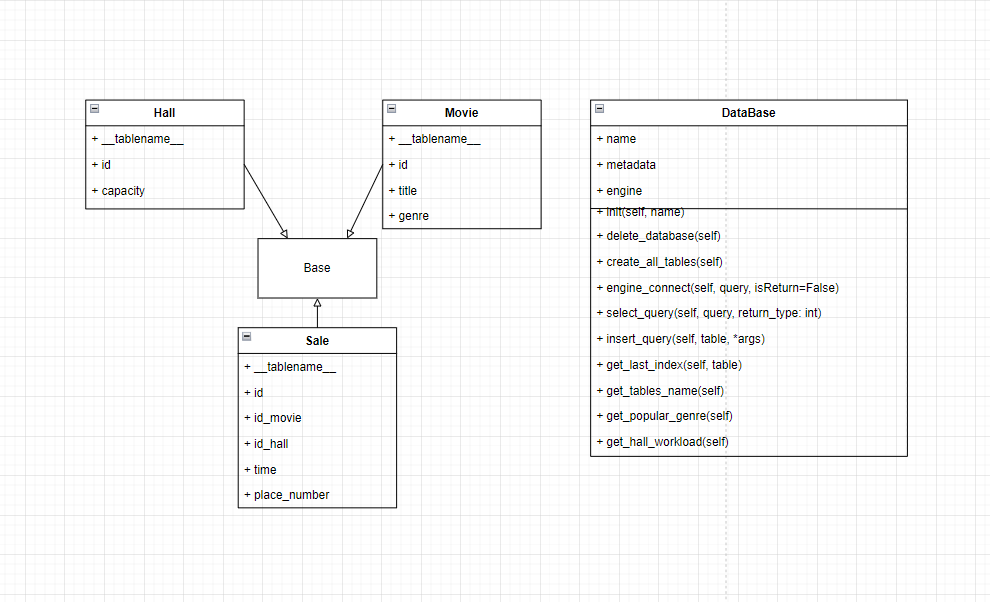 Hall
+ __tablename__
+ id
+ capacity
Movie
+ __tablename__
+ id
+ title
+ genre
DataBase
+ name
+ metadata
+ engine
+ init(self, name)
+ delete_database(self)
+ create_all_tables(self)
+ engine_connect(self, query, isReturn=False)
+ select_query(self, query, return_type: int)
+ insert_query(self, table, *args)
+ get_last_index(self, table)
+ get_tables_name(self)
+ get_popular_genre(self)
+ get_hall_workload(self)
Base
Sale
+ __tablename__
+ id
+ id_movie
+ id_hall
+ time
+ place_number